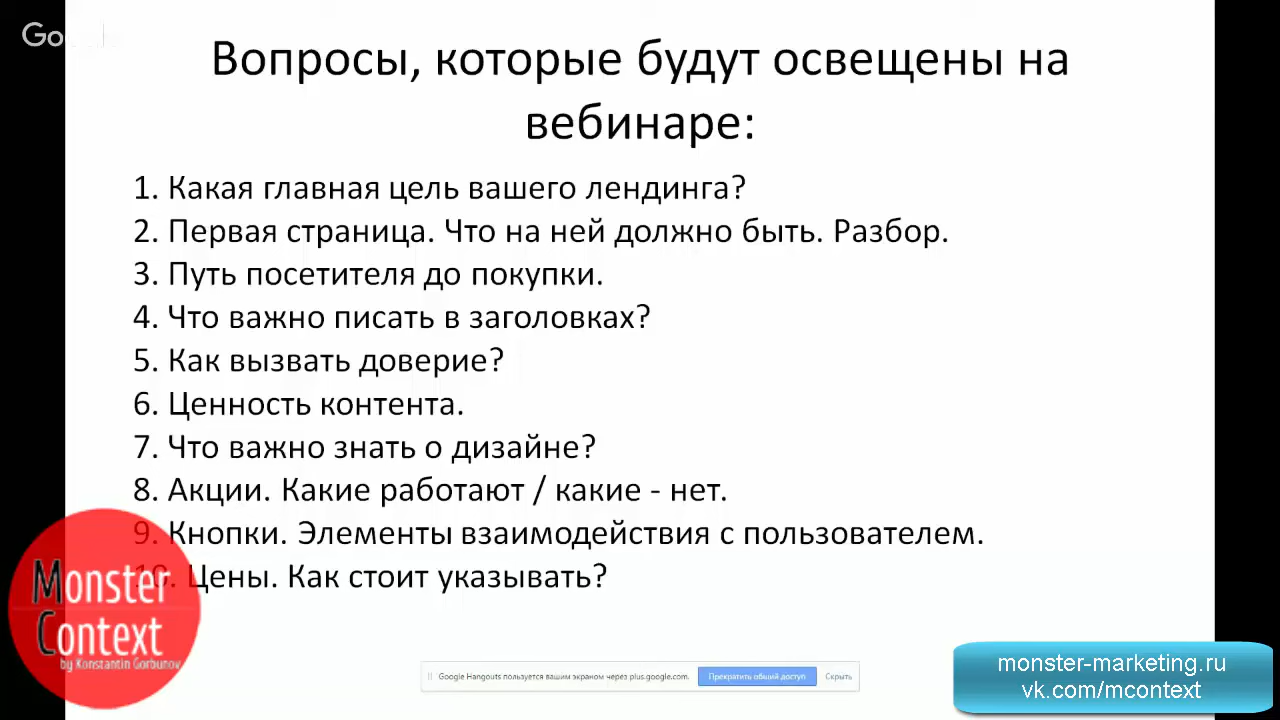 Google
Вопросы, которые будут освещены на
вебинаре:
1. Какая главная цель вашего лендинга?
2. Первая страница. Что на ней должно быть. Разбор.
3. Путь посетителя до покупки.
4. Что важно писать в заголовках?
5. Как вызвать доверие?
6. Ценность контента.
7. Что важно знать о дизайне?
8. Акции. Какие работают / какие - нет.
9. Кнопки. Элементы взаимодействия с пользователем.
10. Цены. Как стоит указывать?
Monster
Context
by Konstantin Gorbunov
Google Hangouts пользуется вашим экраном через plus.google.com. Прекратить общий доступ Скрыть
monster-marketing.ru
vk.com/mcontext